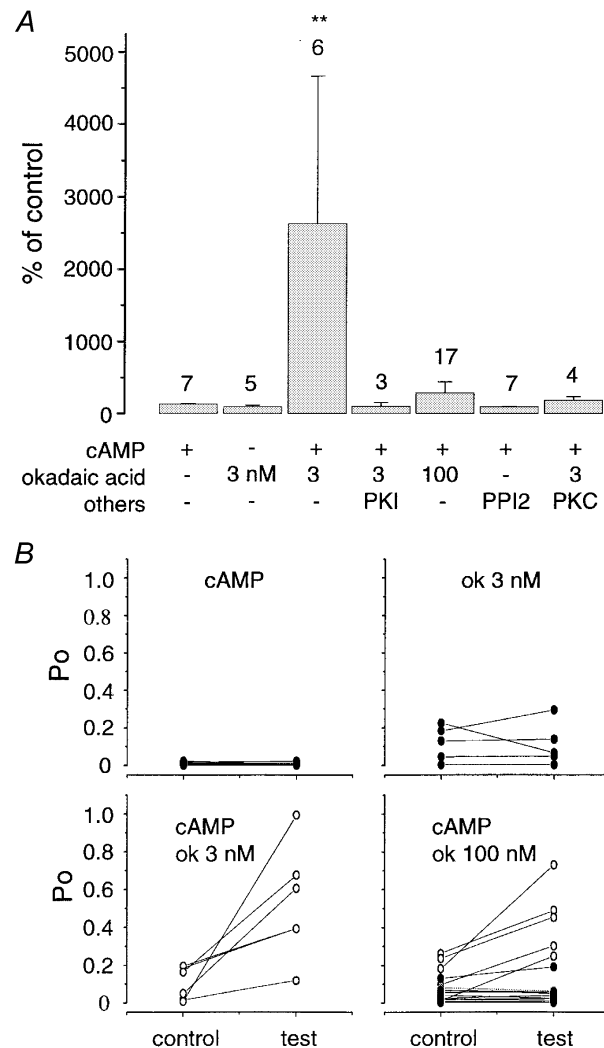 A
**
6
5000
4000
3000
2000
1000
0
% of control
7 5 3 17 7 4
cAMP + - + + + + +
okadaic acid - 3 nM 3 3 100 - 3
others - - - PKI - PPI2 PKC
B
cAMP
ok 3 nM
1.0
0.8
0.6
0.4
0.2
0
Po
cAMP
ok 3 nM
cAMP
ok 100 nM
1.0
0.8
0.6
0.4
0.2
0
Po
control test control test